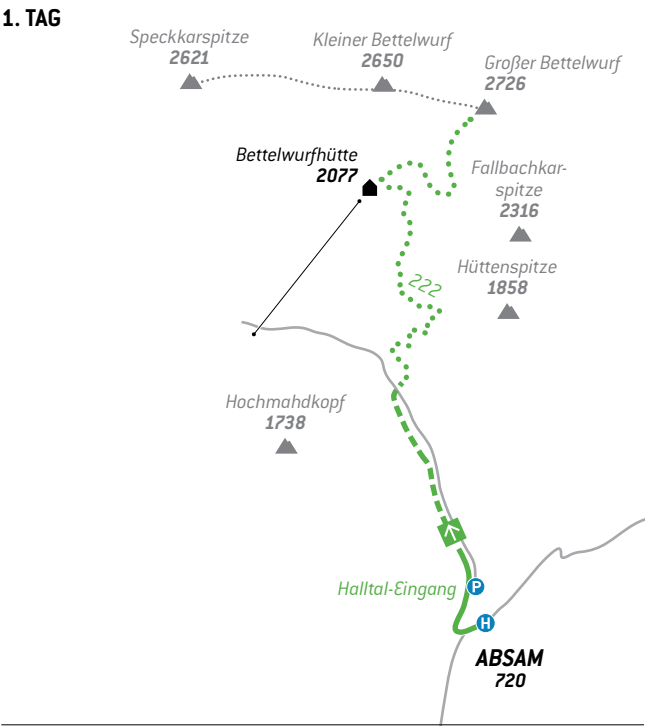 1. TAG
Speckkarspitze
2621
Kleiner Bettelwurf
2650
Großer Bettelwurf
2726
Bettelwurfhütte
2077
Fallbachkar-
spitze
2316
Hüttenspitze
1858
222
Hochmahdkopf
1738
Halltal-Eingang
P
H
ABSAM
720